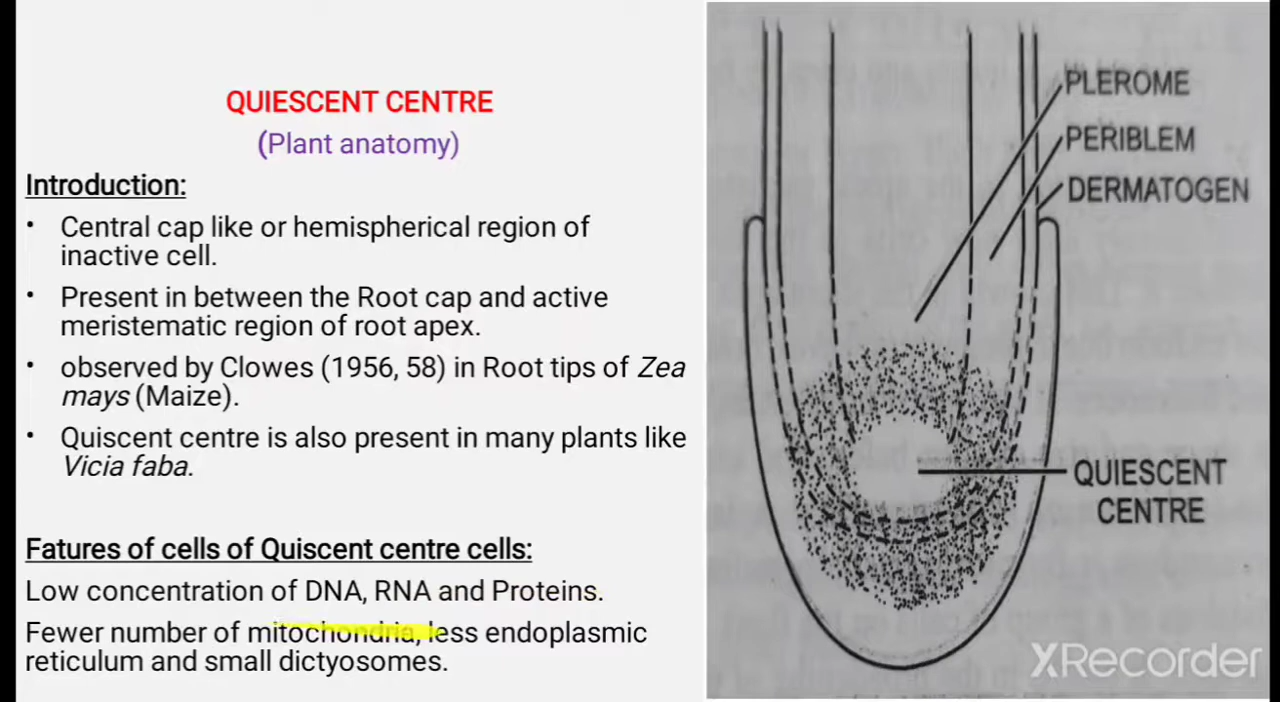 QUIESCENT CENTRE
(Plant anatomy)
Introduction:
• Central cap like or hemispherical region of
inactive cell.
• Present in between the Root cap and active
meristematic region of root apex.
• observed by Clowes (1956, 58) in Root tips of Zea
mays (Maize).
• Quiscent centre is also present in many plants like
Vicia faba.
Fatures of cells of Quiscent centre cells:
Low concentration of DNA, RNA and Proteins.
Fewer number of mitochondria, less endoplasmic
reticulum and small dictyosomes.
PLEROME
PERIBLEM
DERMATOGEN
QUIESCENT
CENTRE
XRecorder